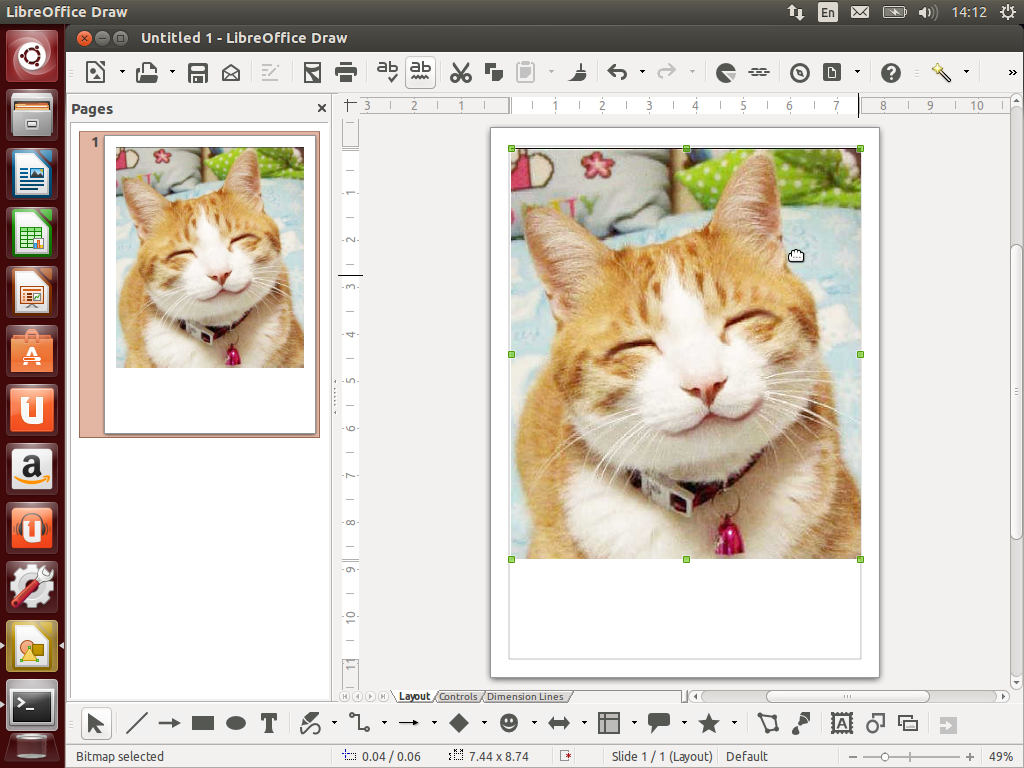 LibreOffice Draw
En
14:12
Untitled 1 - LibreOffice Draw
Pages
1
3 2 1 1 2 3 4 5 6 7 8 9 10
1
2
3
4
5
6
7
8
9
10
11
Layout Controls Dimension Lines
Bitmap selected
0.04 / 0.06
7.44 x 8.74
Slide 1 / 1 (Layout)
Default
49%